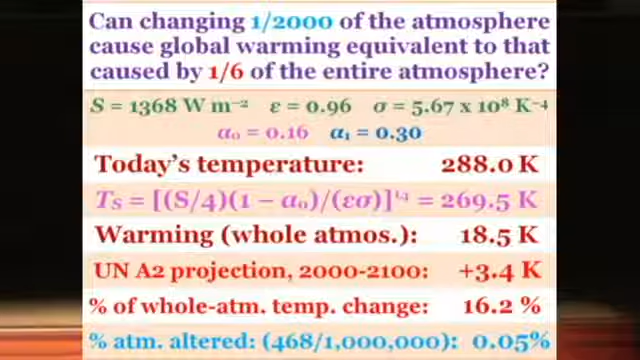 Can changing 1/2000 of the atmosphere
cause global warming equivalent to that
caused by 1/6 of the entire atmosphere?
S = 1368 W m⁻² ε = 0.96 σ = 5.67 x 10⁸ K⁻⁴
α₀ = 0.16 α₁ = 0.30
Today's temperature: 288.0 K
Tₛ = [(S/4)(1 − α₀)/(εσ)]¹⁴ = 269.5 K
Warming (whole atmos.): 18.5 K
UN A2 projection, 2000-2100: +3.4 K
% of whole-atm. temp. change: 16.2 %
% atm. altered: (468/1,000,000): 0.05%